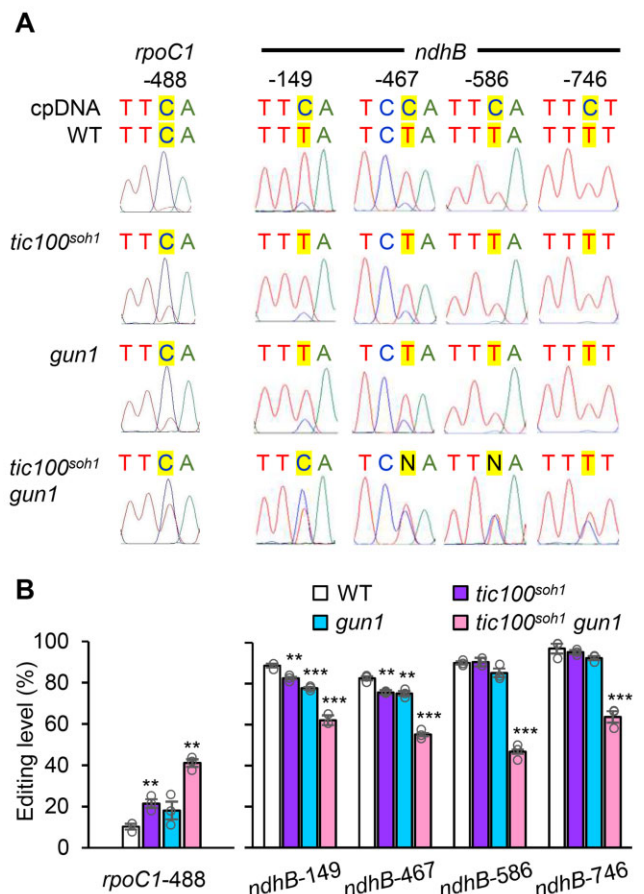 A
rpoC1 ndhB
-488 -149 -467 -586 -746
cpDNA T T C A T T C A T C C A T T C A T T C T
WT T T C A T T T A T C T A T T T A T T T T
tic100soh1 T T C A T T T A T C T A T T T A T T T T
gun1 T T C A T T T A T C T A T T T A T T T T
tic100soh1 T T C A T T C A T C N A T T N A T T T T
gun1
B
WT tic100soh1
gun1 tic100soh1 gun1
Editing level (%)
100
80
60
40
20
0
** **
** *** ***
** ** ***
***
***
rpoC1-488 ndhB-149 ndhB-467 ndhB-586 ndhB-746